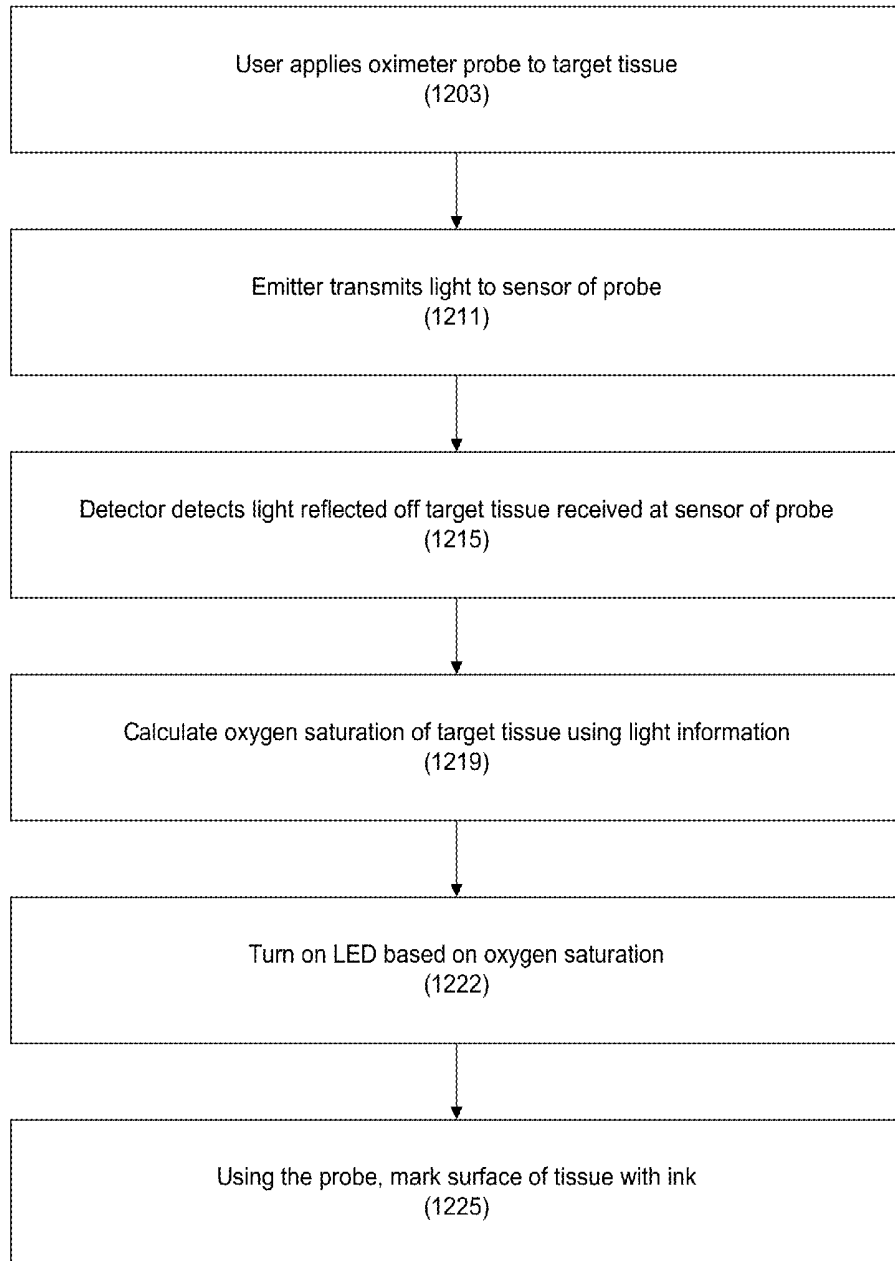 User applies oximeter probe to target tissue
(1203)
Emitter transmits light to sensor of probe
(1211)
Detector detects light reflected off target tissue received at sensor of probe
(1215)
Calculate oxygen saturation of target tissue using light information
(1219)
Turn on LED based on oxygen saturation
(1222)
Using the probe, mark surface of tissue with ink
(1225)